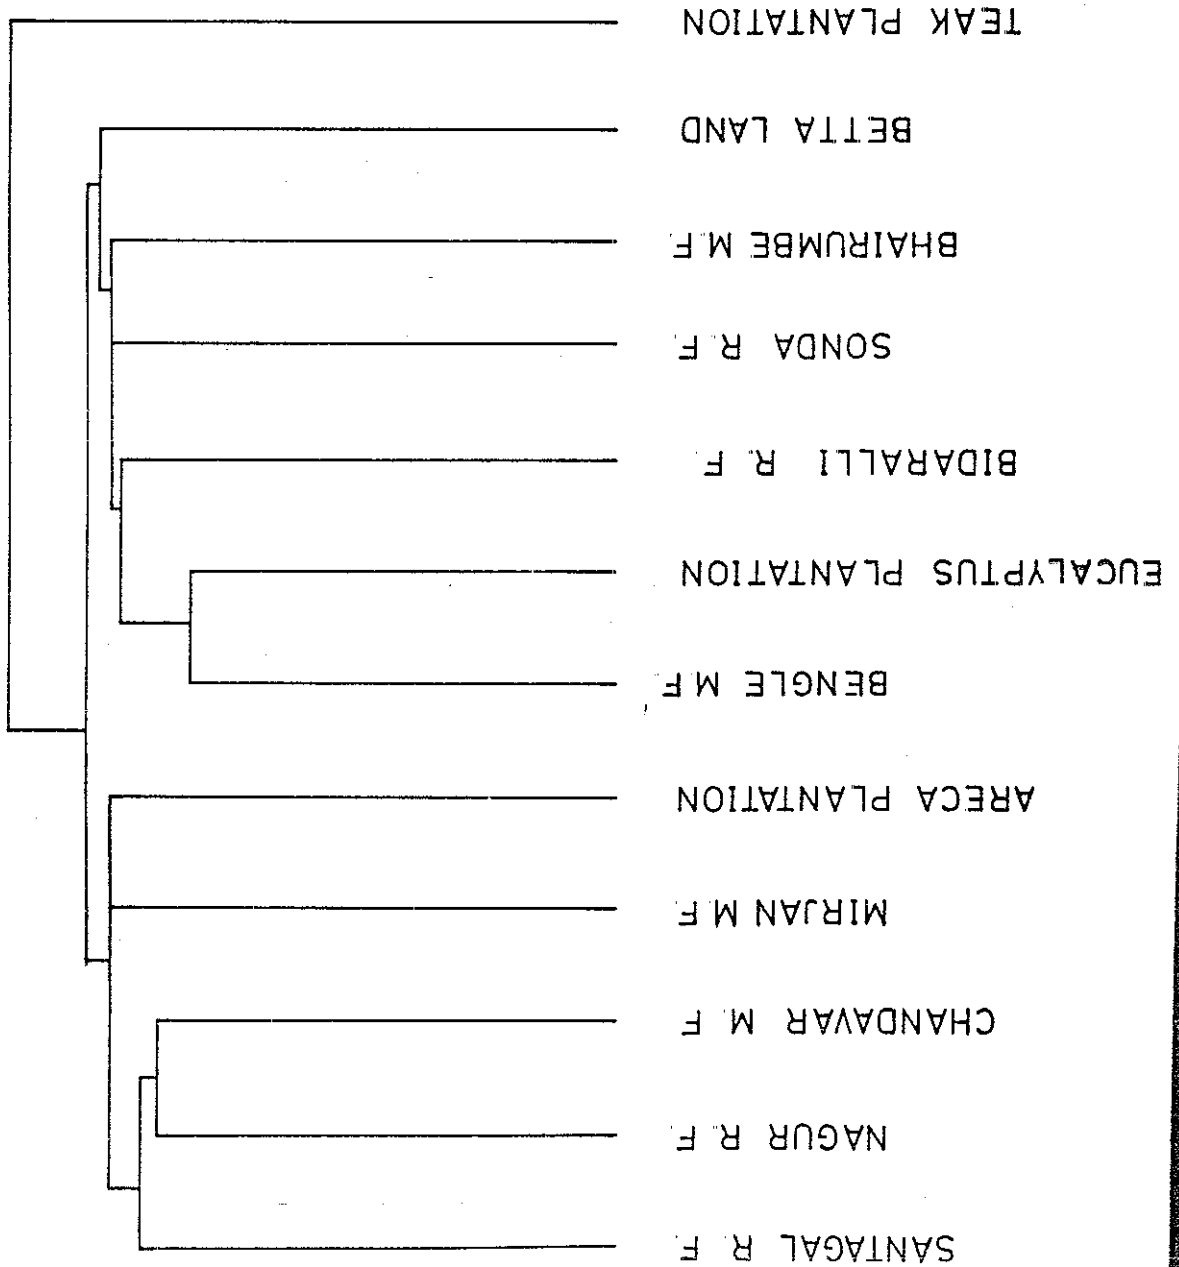 SANTAGAL R. F.
NAGUR R. F.
CHANDAVAR M. F
MIRJAN M.F.
ARECA PLANTATION
BENGLE M.F.
EUCALYPTUS PLANTATION
BIDARALLI R. F
SONDA R. F.
BHAIRUMBE M.F.
BETTA LAND
TEAK PLANTATION